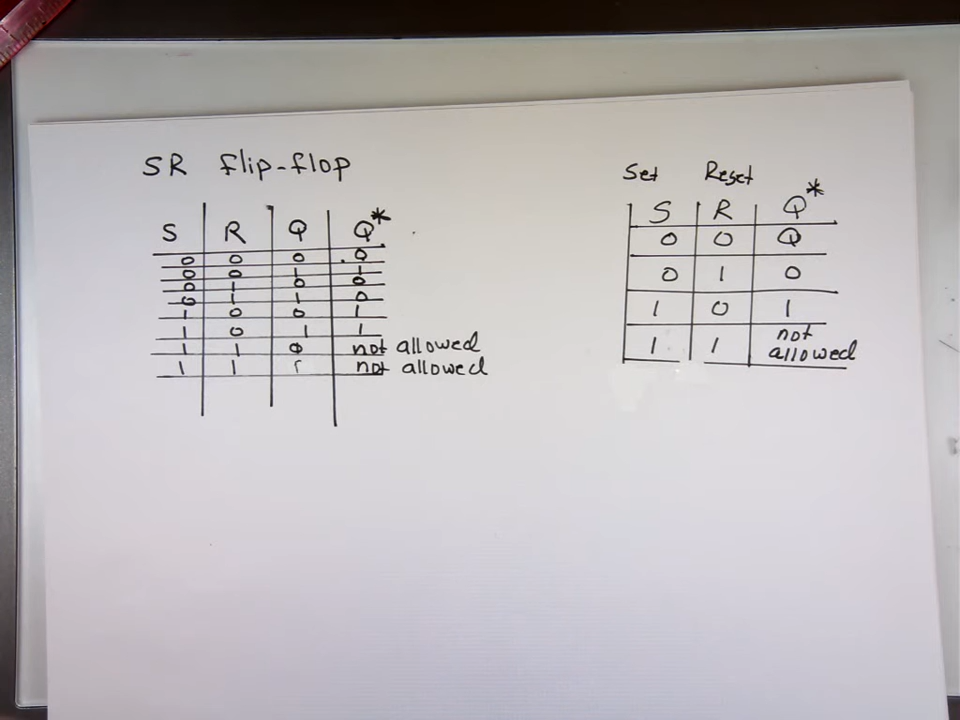 SR flip-flop
S R Q Q*
0 0 0 0
0 0 1 1
0 1 0 0
0 1 1 0
1 0 0 1
1 0 1 1
1 1 0 not allowed
1 1 1 not allowed
Set Reset
S R Q*
0 0 Q
0 1 0
1 0 1
1 1 not allowed